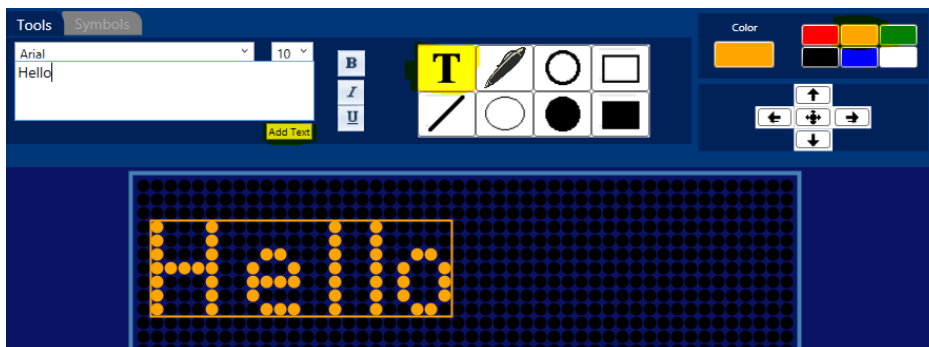 Tools Symbols
Color
Arial 10
Hello
B
I
U
T
Add Text
Hello